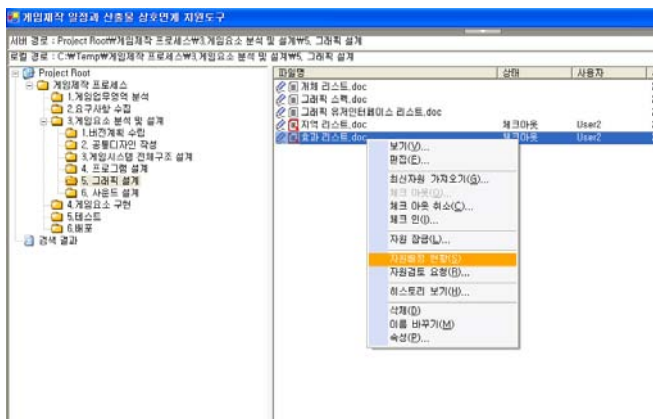 게임제작 일정과 산출물 상호연계 지원도구
서버 경로 : Project Root₩게임제작 프로세스₩3.게임요소 분석 및 설계₩5, 그래픽 설계
로컬 경로 : C:₩Temp₩게임제작 프로세스₩3.게임요소 분석 및 설계₩5, 그래픽 설계
Project Root
게임제작 프로세스
1.게임업무영역 분석
2.요구사항 수집
3.게임요소 분석 및 설계
1.버전계획 수립
2, 공통디자인 작성
3.게임시스템 전체구조 설계
4, 프로그램 설계
5, 그래픽 설계
6, 사운드 설계
4.게임요소 구현
5.테스트
6.배포
검색 결과
파일명 상태 사용자
개체 리스트.doc
그래픽 스펙.doc
그래픽 유저인터페이스 리스트.doc
지역 리스트.doc 체크아웃 User2
효과 리스트.doc 체크아웃 User2
보기(V)...
편집(E)...
최신자원 가져오기(G)...
체크 아웃(O)...
체크 아웃 취소(C)...
체크 인(I)...
자원 잠금(L)...
자원배정 현황(S)
자원검토 요청(R)...
히스토리 보기(H)...
삭제(D)
이름 바꾸기(M)
속성(P)...